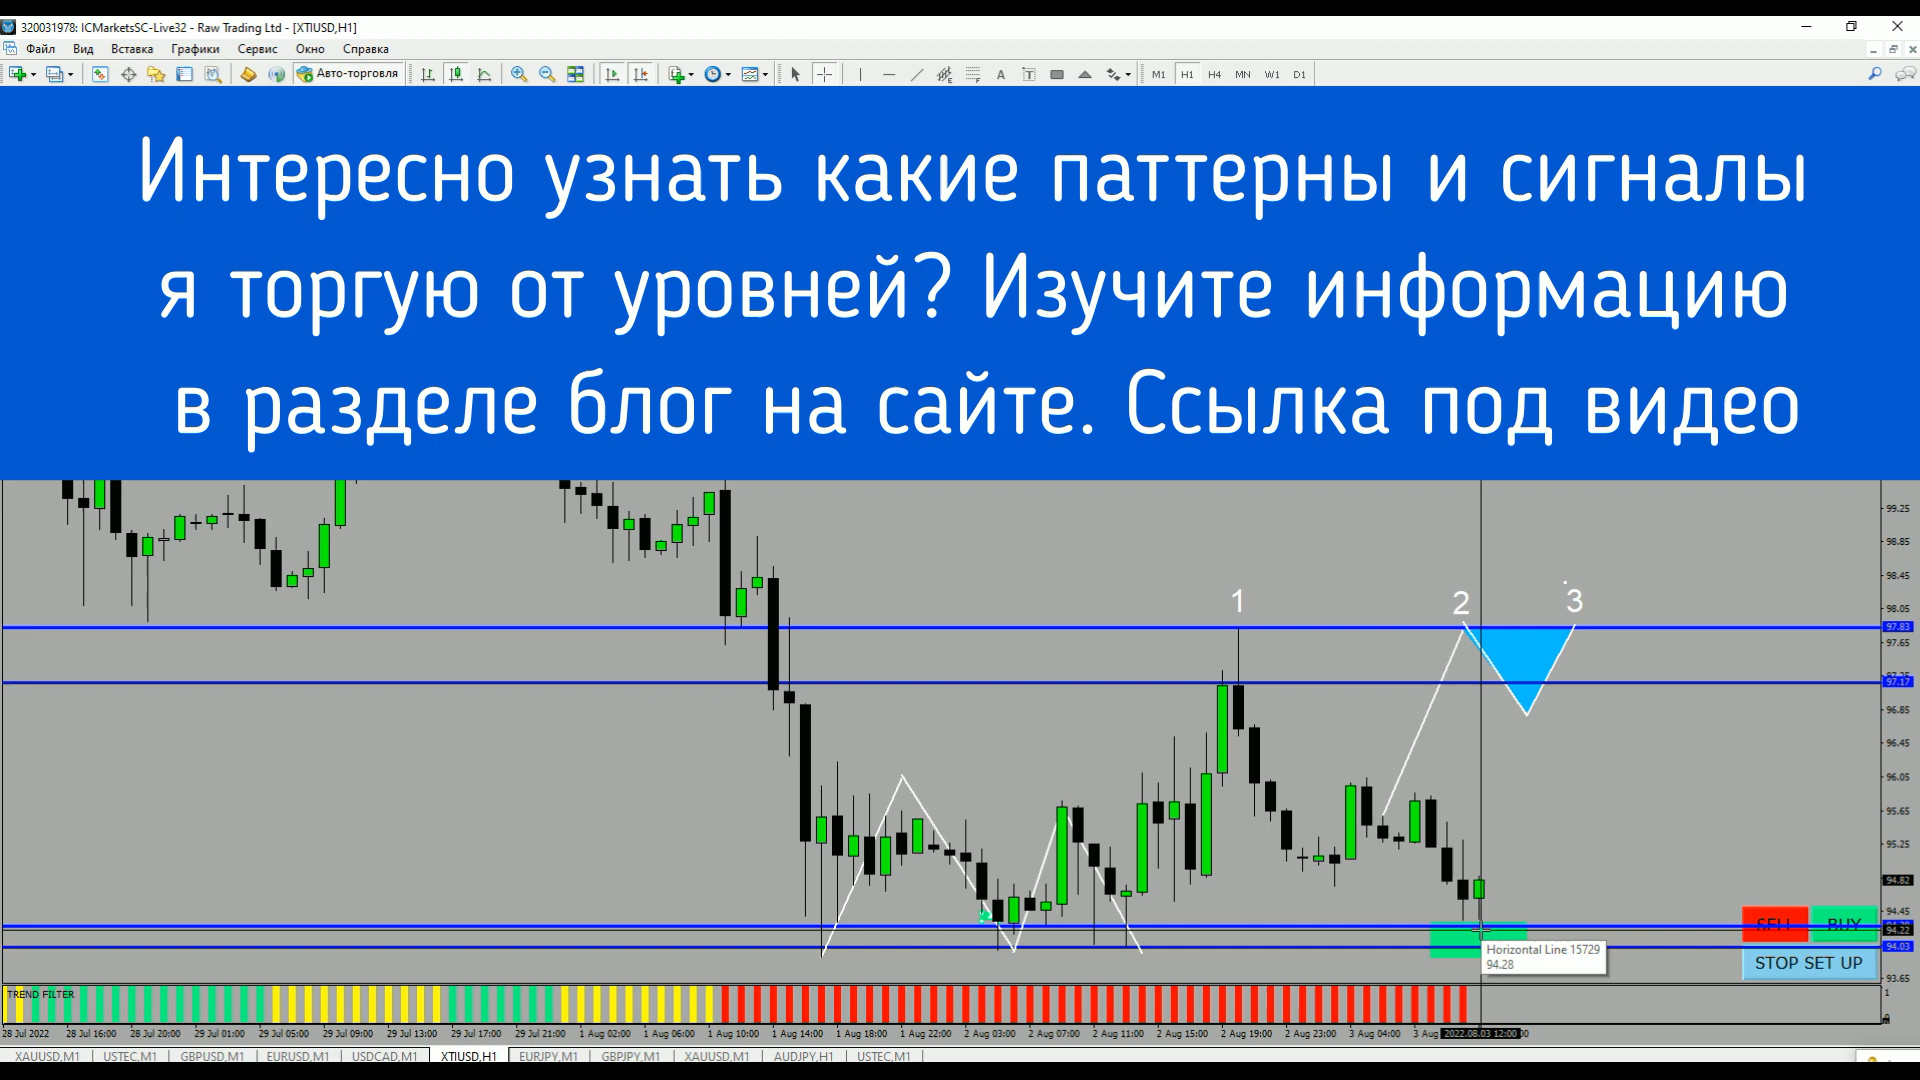 320031978: ICMarketsSC-Live32 - Raw Trading Ltd - [XTIUSD,H1]
Файл Вид Вставка Графики Сервис Окно Справка
Авто-торговля M1 H1 H4 MN W1 D1
Интересно узнать какие паттерны и сигналы
я торгую от уровней? Изучите информацию
в разделе блог на сайте. Ссылка под видео
99.25
98.85
98.45
1 2 3
98.05
97.83
97.65
97.17
96.85
96.45
96.05
95.65
95.25
94.82
94.45
SELL BUY
94.22
94.03
Horizontal Line 15729
94.28
STOP SET UP
93.65
TREND FILTER
1
28 Jul 2022 28 Jul 16:00 28 Jul 20:00 29 Jul 01:00 29 Jul 05:00 29 Jul 09:00 29 Jul 13:00 29 Jul 17:00 29 Jul 21:00 1 Aug 02:00 1 Aug 06:00 1 Aug 10:00 1 Aug 14:00 1 Aug 18:00 1 Aug 22:00 2 Aug 03:00 2 Aug 07:00 2 Aug 11:00 2 Aug 15:00 2 Aug 19:00 2 Aug 23:00 3 Aug 04:00 3 Aug 2022.08.03 12:00
XAUUSD,M1 USTEC,M1 GBPUSD,M1 EURUSD,M1 USDCAD,M1 XTIUSD,H1 EURJPY,M1 GBPJPY,M1 XAUUSD,M1 AUDJPY,H1 USTEC,M1